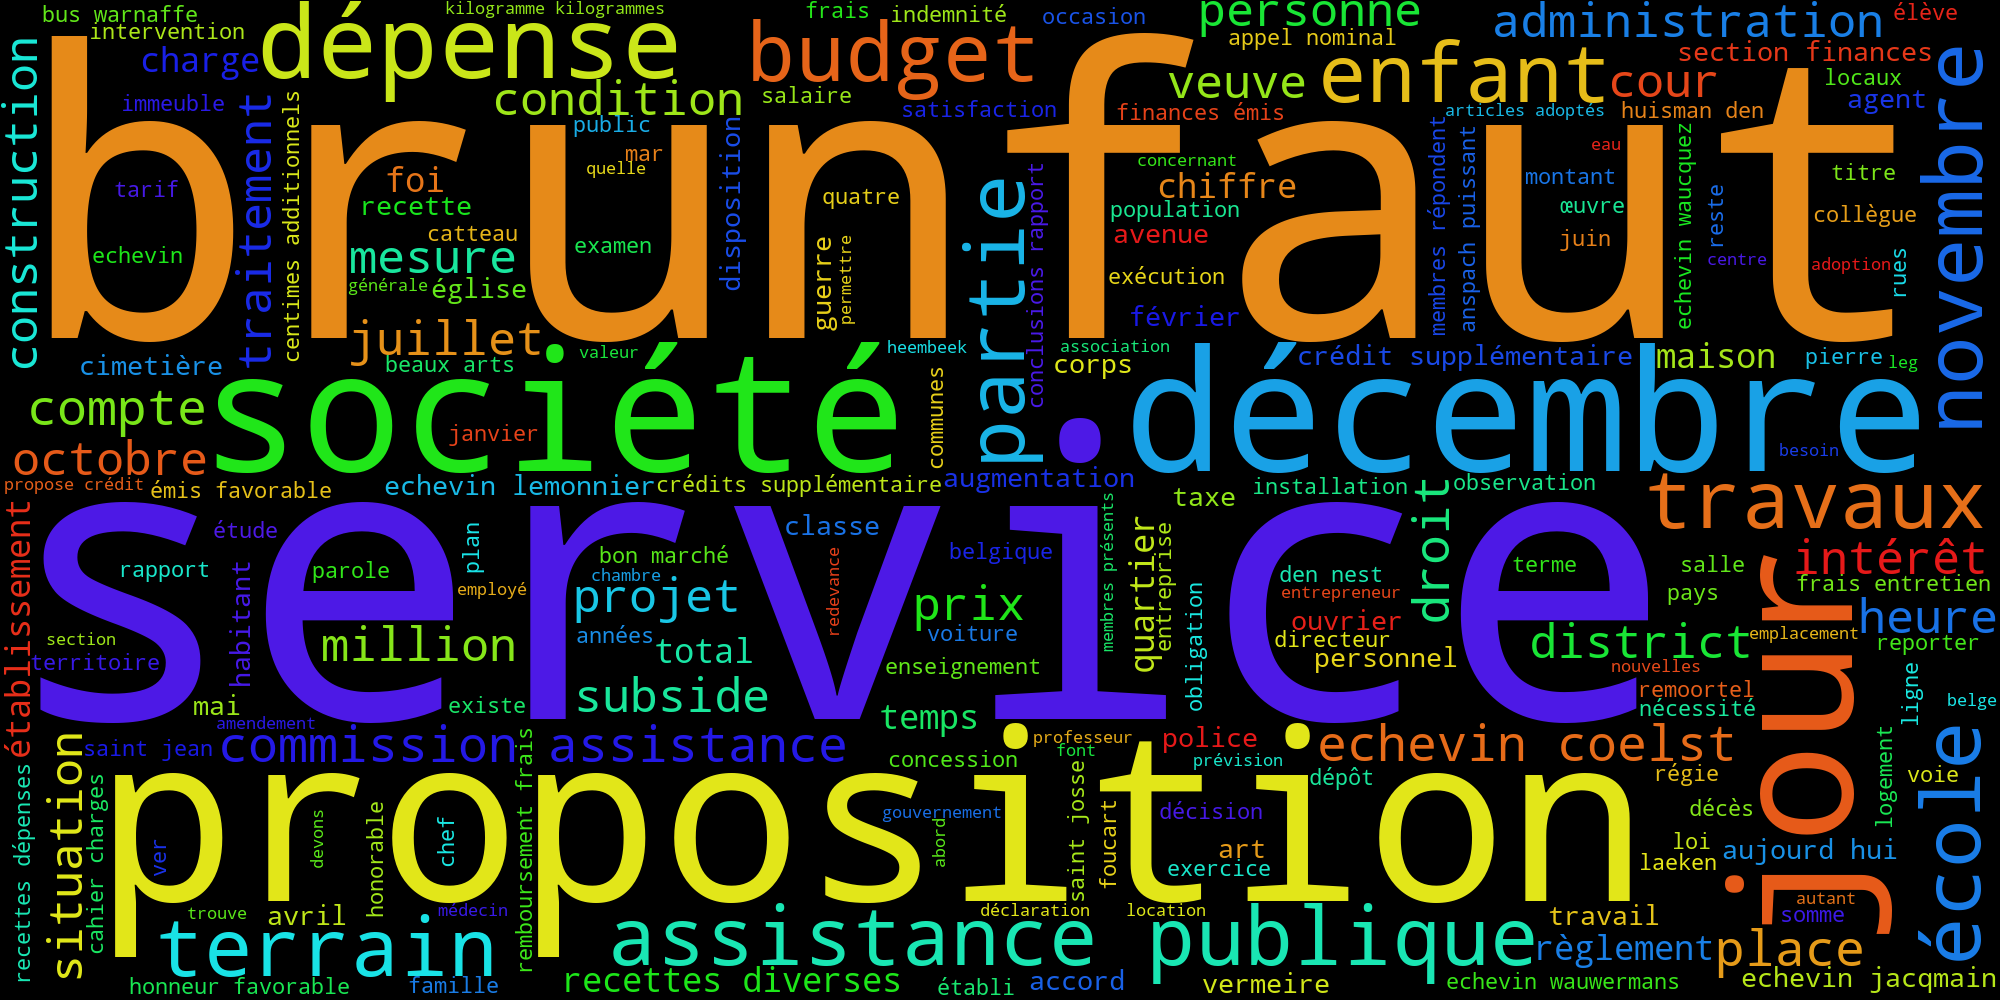 bus warnaffe
kilogramme kilogrammes
frais
indemnité
occasion
personne
administration
élève
intervention
dépense
budget
appel nominal
section finances
charge
enfant
cour
locaux
veuve
condition
salaire
agent
immeuble
satisfaction
finances émis
articles adoptés
huisman den
construction
traitement
centimes additionnels
brunfaut
public
mar
quelle
disposition
eau
concernant
membres répondent
anspach puissant
echevin waucquez
novembre
tarif
foi
quatre
chiffre
montant
titre
recette
population
œuvre
collègue
reste
catteau
avenue
juin
echevin
mesure
examen
partie
conclusions rapport
centre
adoption
rues
générale
église
guerre
permettre
exécution
juillet
février
cimetière
beaux arts
valeur
heembeek
association
corps
crédit supplémentaire
maison
pierre
leg
compte
société
communes
décembre
janvier
octobre
besoin
propose crédit
émis favorable
echevin lemonnier
crédits supplémentaire
augmentation
taxe
installation
observation
travaux
établissement
service
étude
plan
classe
membres présents
quartier
entreprise
droit
intérêt
rapport
parole
bon marché
belgique
den nest
terme
salle
habitant
employé
chambre
redevance
entrepreneur
pays
frais entretien
projet
prix
ouvrier
heure
section
million
années
voiture
directeur
district
emplacement
reporter
territoire
total
enseignement
obligation
personnel
nouvelles
jour
ligne
mai
existe
subside
remoortel
nécessité
belge
amendement
temps
saint jean
commission assistance
professeur
police
echevin coelst
situation
remboursement frais
font
concession
prévision
dépôt
régie
logement
voie
école
recettes dépenses
cahier charges
proposition
gouvernement
saint josse
foucart
décision
décès
ver
devons
honorable
chef
abord
art
loi
aujourd hui
exercice
laeken
trouve
avril
médecin
déclaration
location
travail
autant
somme
terrain
assistance publique
règlement
place
honneur favorable
famille
recettes diverses
établi
accord
vermeire
echevin wauwermans
echevin jacqmain